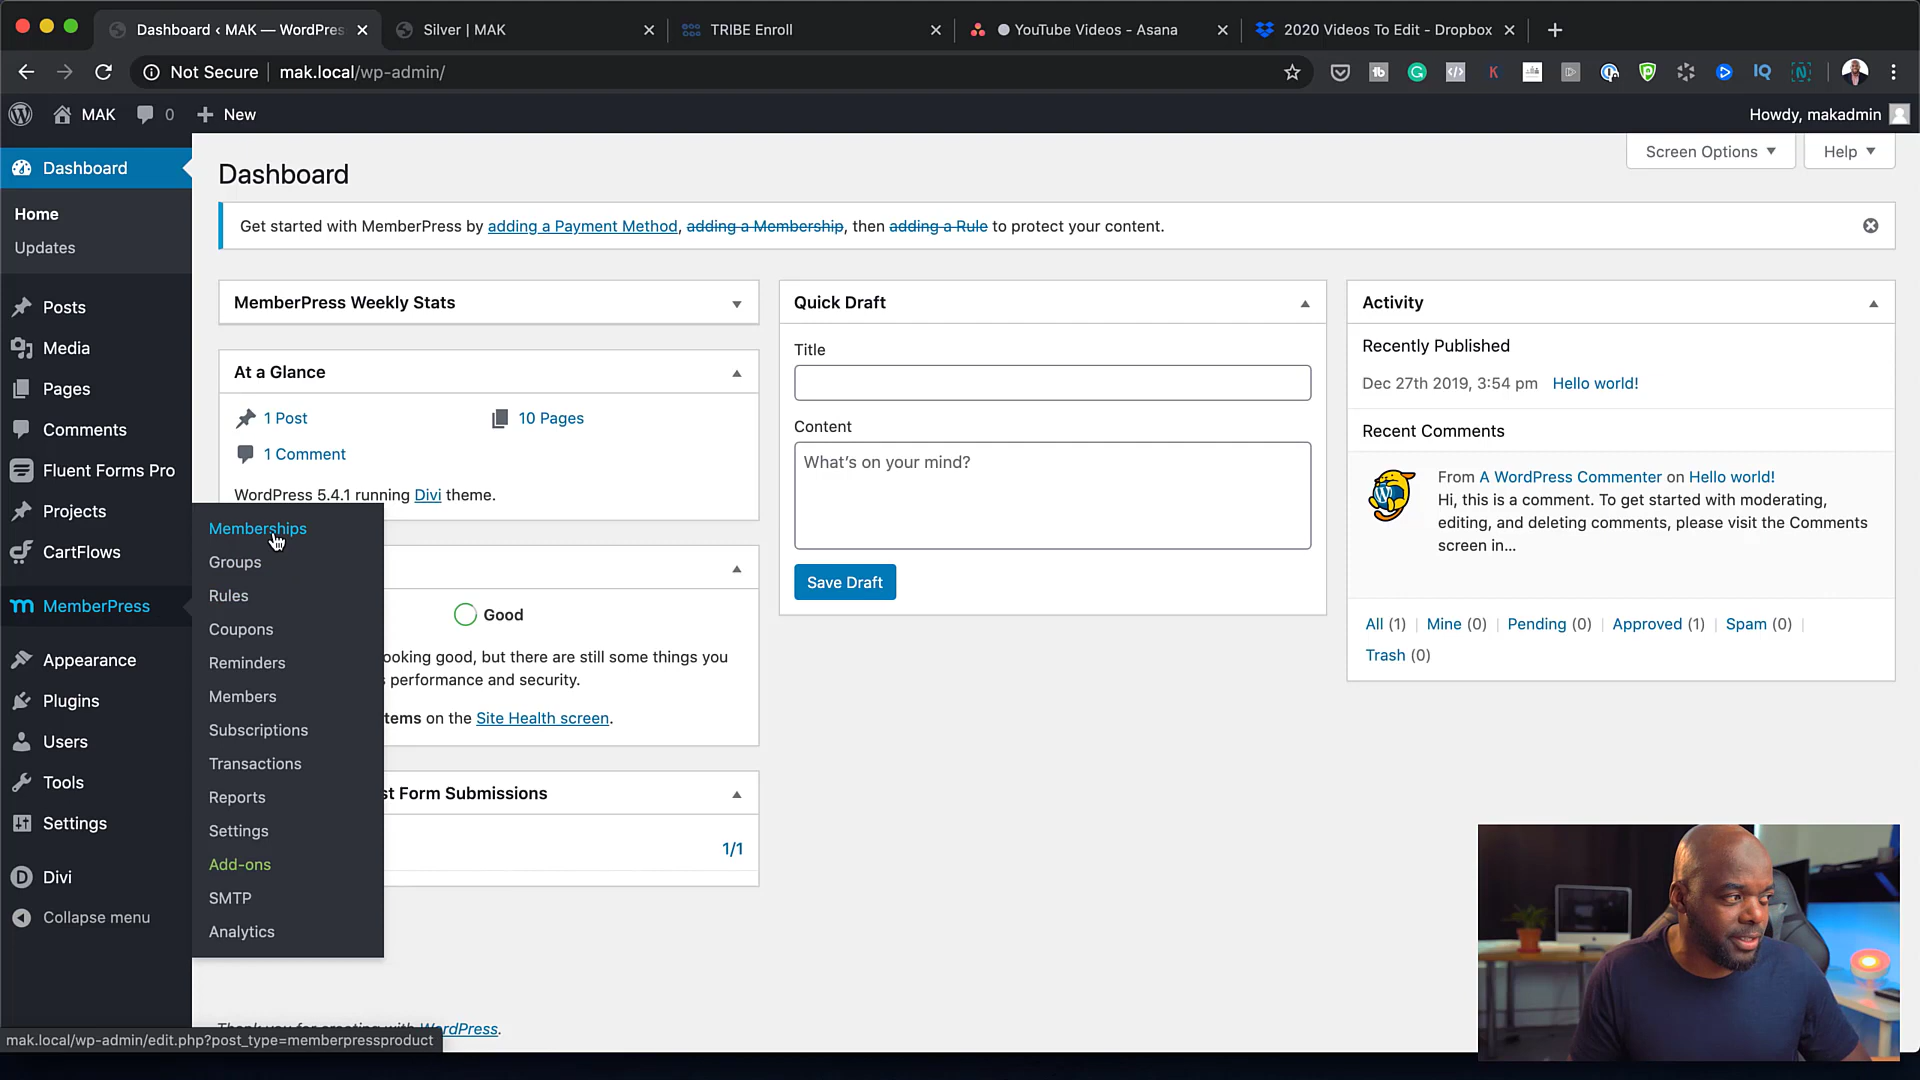 Dashboard ‹ MAK — WordPres
Silver | MAK
TRIBE Enroll
YouTube Videos - Asana
2020 Videos To Edit - Dropbox
Not Secure | mak.local/wp-admin/
MAK
0
New
Howdy, makadmin
Screen Options
Help
Dashboard
Home
Updates
Posts
Media
Pages
Comments
Fluent Forms Pro
Projects
CartFlows
MemberPress
Appearance
Plugins
Users
Tools
Settings
Divi
Collapse menu
Memberships
Groups
Rules
Coupons
Reminders
Members
Subscriptions
Transactions
Reports
Settings
Add-ons
SMTP
Analytics
Dashboard
Get started with MemberPress by adding a Payment Method, adding a Membership, then adding a Rule to protect your content.
MemberPress Weekly Stats
At a Glance
1 Post
10 Pages
1 Comment
WordPress 5.4.1 running Divi theme.
Good
ooking good, but there are still some things you
performance and security.
tems on the Site Health screen.
st Form Submissions
1/1
Quick Draft
Title
Content
What's on your mind?
Save Draft
Activity
Recently Published
Dec 27th 2019, 3:54 pm Hello world!
Recent Comments
From A WordPress Commenter on Hello world!
Hi, this is a comment. To get started with moderating,
editing, and deleting comments, please visit the Comments
screen in...
All (1) | Mine (0) | Pending (0) | Approved (1) | Spam (0) |
Trash (0)
Thank you for creating with WordPress.
mak.local/wp-admin/edit.php?post_type=memberpressproduct